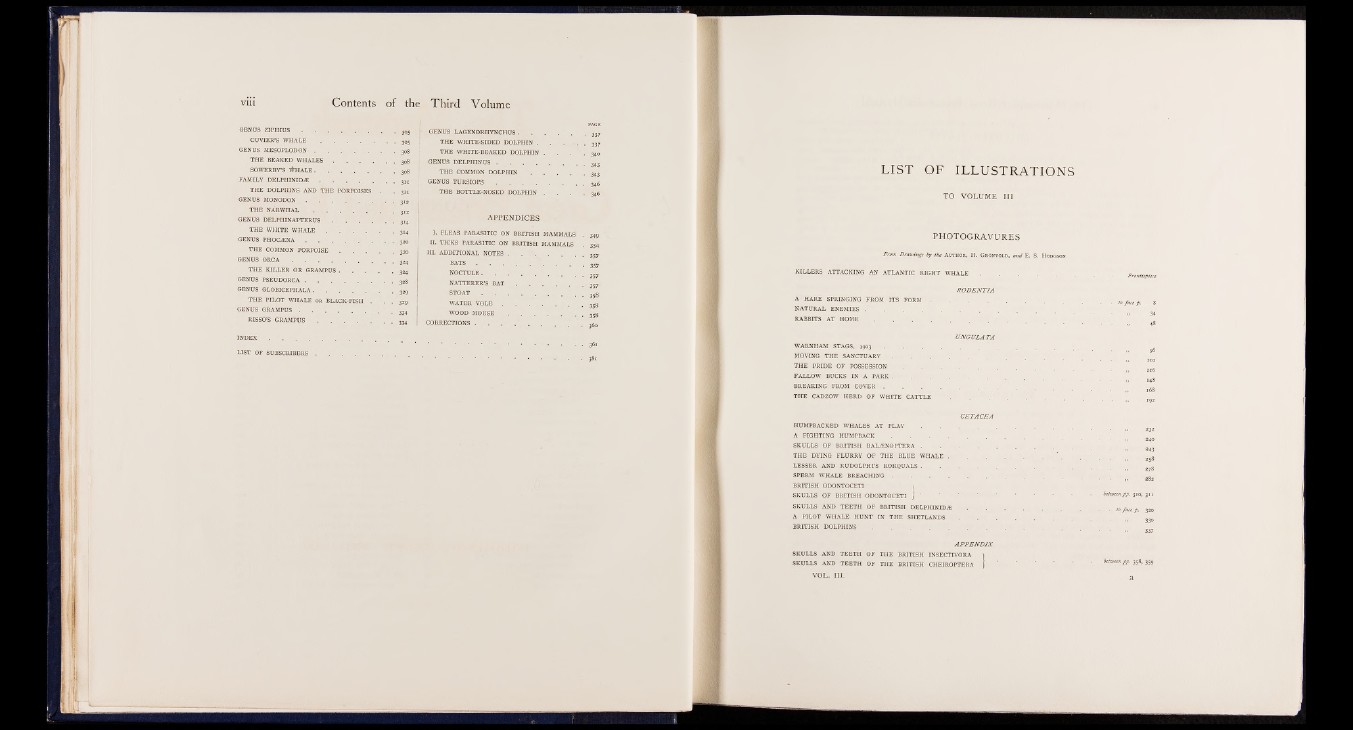 viii Contents of the Third Volume
GENUS ZIPHIUS 305
CUVIER'S WHALE 305
GENUS MESOPLODON 308
THE BEAKED WHALES 308
SOWERBY'S WHALE 308
FAMILY DELPHINIDÆ 311
THE DOLPHINS AND THE PORPOISES 311
GENUS MONODON 312
THE NARWHAL 312
GENUS DELPHINAPTERUS 314
THE WHITE WHALE 314
GENUS PHOCÆNA 320
THE COMMON PORPOISE 320
GENUS ORCA 324
THE KILLER OR GRAMPUS 324
GENUS PSEUDORCA 328
GENUS GLOBICEPHALA 329
THE PILOT WHALE OR BLACK-FISH 329
GENUS GRAMPUS 334
RISSO'S GRAMPUS 334
PAGE
GENUS LAGENORHYNCHUS 337
THE WHITE-SIDED DOLPHIN 337
THE WHITE-BEAKED DOLPHIN 340
GENUS DELPHINUS 343
THE COMMON DOLPHIN 343
GENUS TURSIOPS 346
THE BOTTLE-NOSED DOLPHIN 346
APPENDICES
I. FLEAS PARASITIC ON BRITISH MAMMALS 349
II. TICKS PARASITIC ON BRITISH MAMMALS
III. ADDITIONAL NOTES 357
BATS 357
NOCTULE 357
NATTERER'S BAT 357
STOAT 358
WATER VOLE 358
WOOD MOUSE 358
CORRECTIONS 360
INDEX 361
LIST OF SUBSCRIBERS 381
LIST OF ILLUSTRATIONS
TO VOLUME III
PHOTOGRAVURES
From Drawings by the AUTHOR, H. GRONVOLD, and E. S. HODGSON
KILLERS ATTACKING AN ATLANTIC RIGHT WHALE Frontispiece
RODENTIA
A HARE SPRINGING FROM ITS FORM to face p. 8
NATURAL ENEMIES ,,
RABBITS AT HOME ,, 48
UNGULATA
WARNHAM STAGS, 1903 ,, 96
MOVING THE SANCTUARY ,,
THE PRIDE OF POSSESSION ,,
FALLOW BUCKS IN A PARK ,, 148
BREAKING FROM COVER ,, 168
THE CADZOW HERD OF WHITE CATTLE ,, 192
CETACEA
HUMPBACKED WHALES AT PLAY ,, 232
A FIGHTING HUMPBACK ,, 240
SKULLS OF BRITISH BALÆNOPTERA ,, 243
THE DYING FLURRY OF THE BLUE WHALE ,, 258
LESSER AND RUDOLPHI'S RORQUALS ,, 278
SPERM WHALE BREACHING ,, 282
BRITISH ODONTOCETI
SKULLS OF BRITISH ODONTOCETI between pp. 310, 311
SKULLS AND TEETH OF BRITISH DELPHINIDÆ to face p. 320
A PILOT WHALE HUNT IN THE SHETLANDS ,, 330
BRITISH DOLPHINS ,, 337
APPENDIX
SKULLS AND TEETH OF THE BRITISH INSECTIVORA
SKULLS AND TEETH OF THE BRITISH CHEIROPTERA between pp. 358, 359
VOL. III.